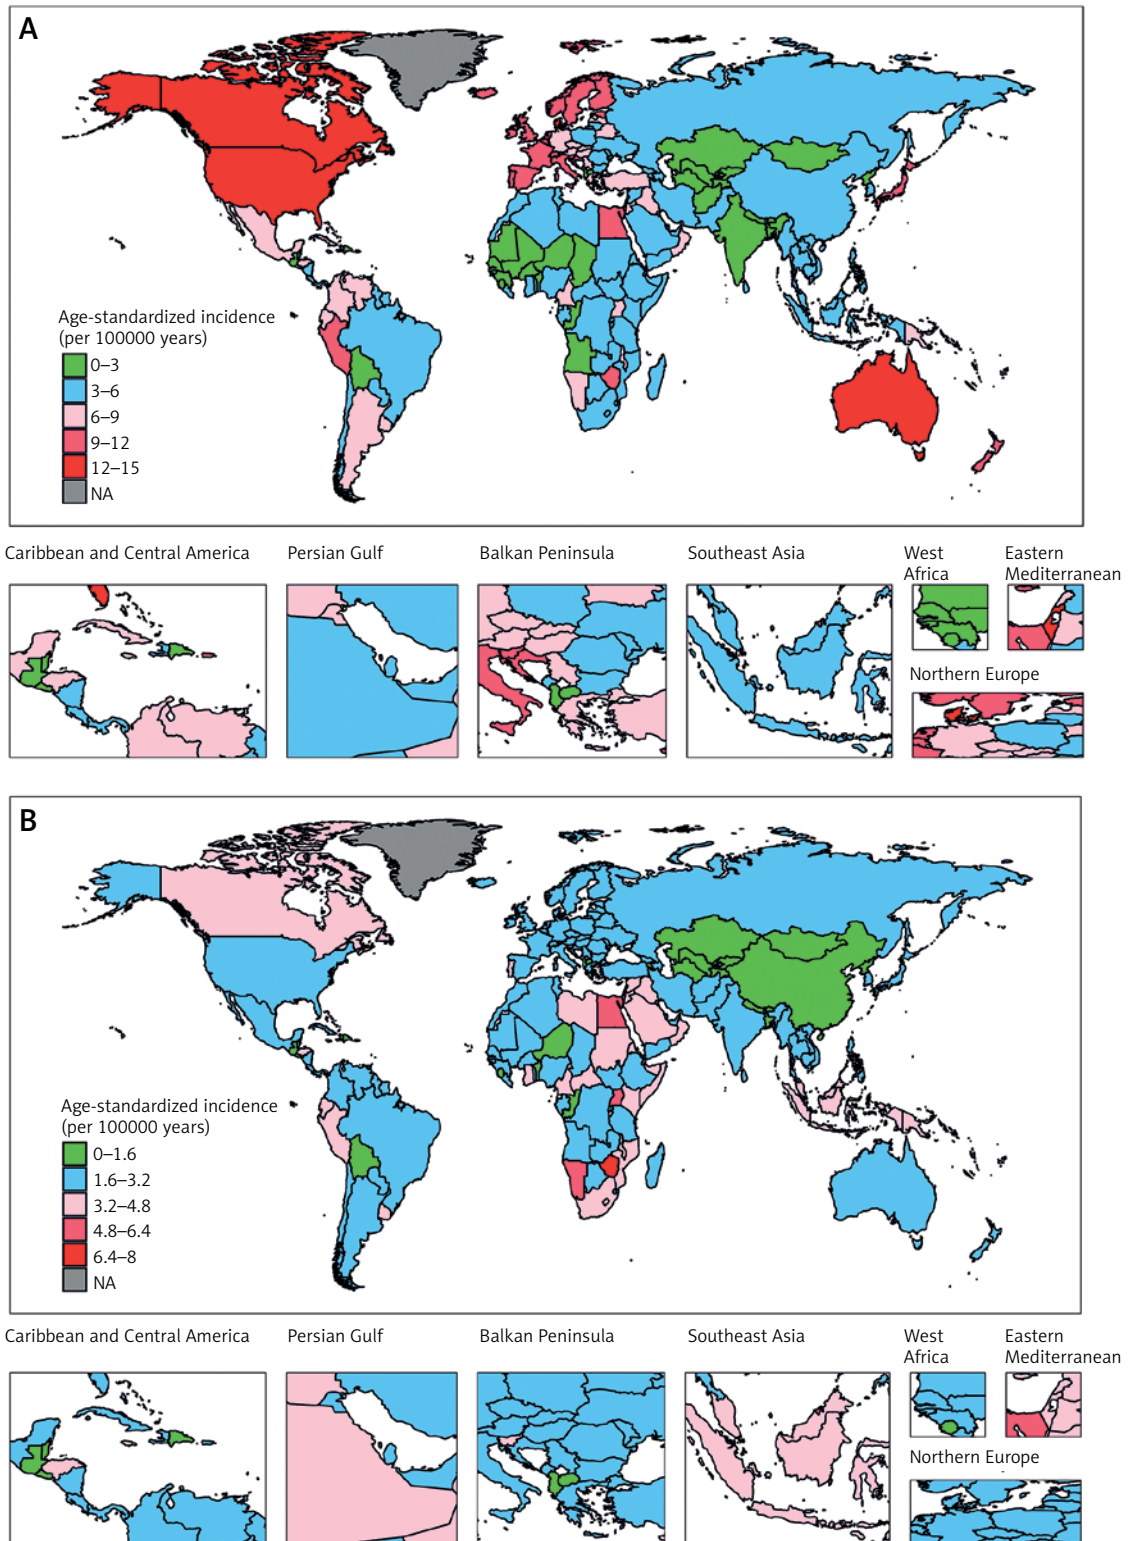 A
Age-standardized incidence
(per 100000 years)
0–3
3–6
6–9
9–12
12–15
NA
Caribbean and Central America
Persian Gulf
Balkan Peninsula
Southeast Asia
West
Africa
Eastern
Mediterranean
Northern Europe
B
Age-standardized incidence
(per 100000 years)
0–1.6
1.6–3.2
3.2–4.8
4.8–6.4
6.4–8
NA
Caribbean and Central America
Persian Gulf
Balkan Peninsula
Southeast Asia
West
Africa
Eastern
Mediterranean
Northern Europe